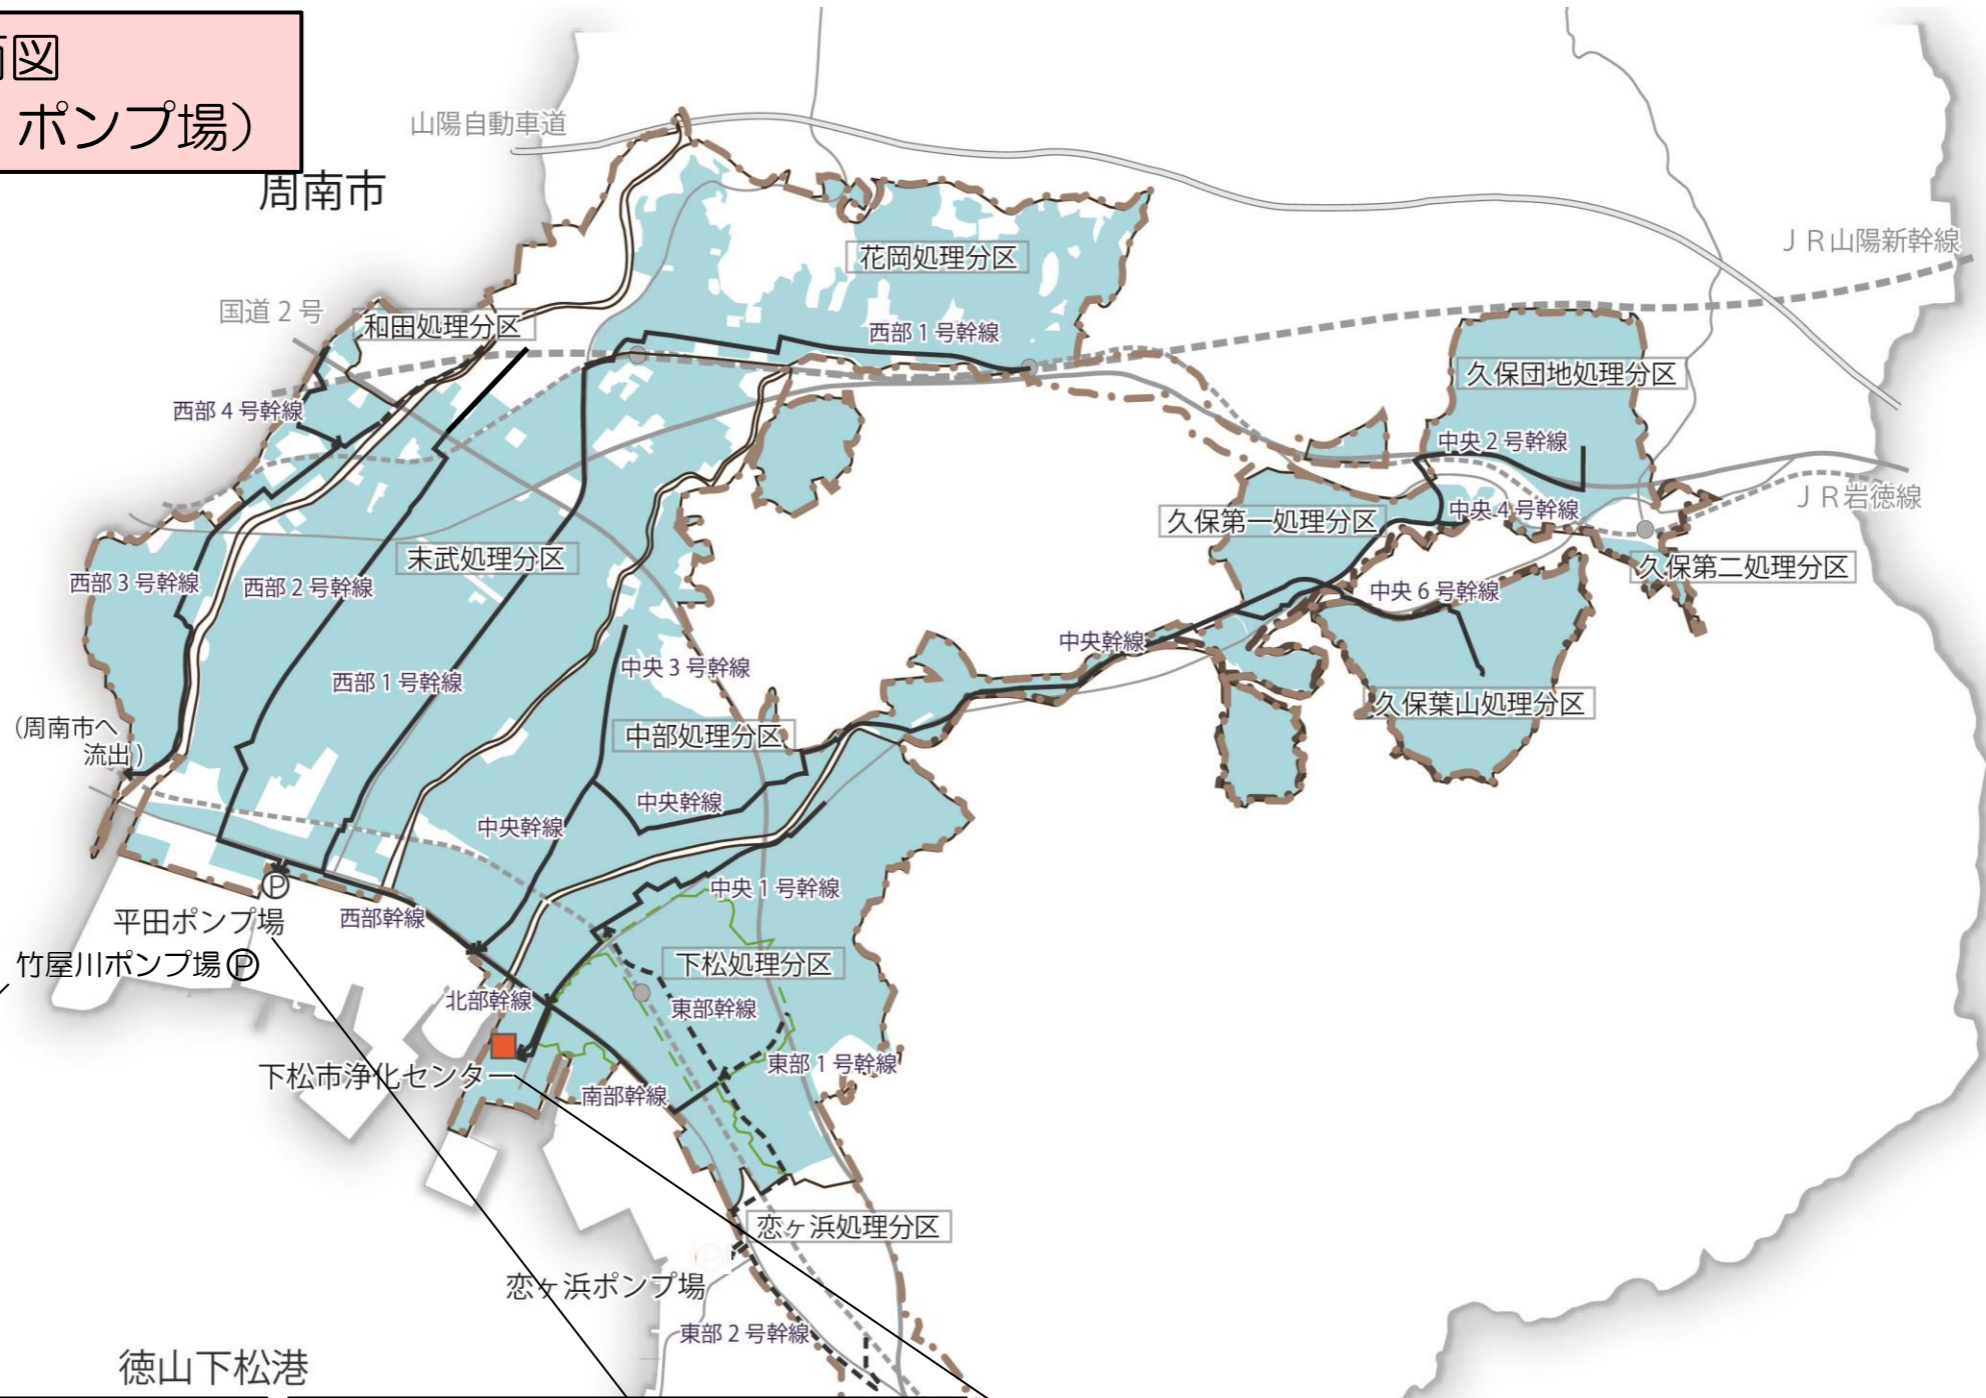 図
ポンプ場）
山陽自動車道
周南市
ＪＲ山陽新幹線
花岡処理分区
国道２号
和田処理分区
西部１号幹線
久保団地処理分区
西部４号幹線
中央２号幹線
ＪＲ岩徳線
中央４号幹線
久保第一処理分区
末武処理分区
久保第二処理分区
西部３号幹線
西部２号幹線
中央６号幹線
中央幹線
中央３号幹線
西部１号幹線
久保葉山処理分区
（周南市へ
流出）
中部処理分区
中央幹線
中央幹線
中央１号幹線
Ⓟ
平田ポンプ場
西部幹線
竹屋川ポンプ場Ⓟ
下松処理分区
北部幹線
東部幹線
下松市浄化センター
東部１号幹線
南部幹線
恋ヶ浜処理分区
恋ヶ浜ポンプ場
東部２号幹線
徳山下松港